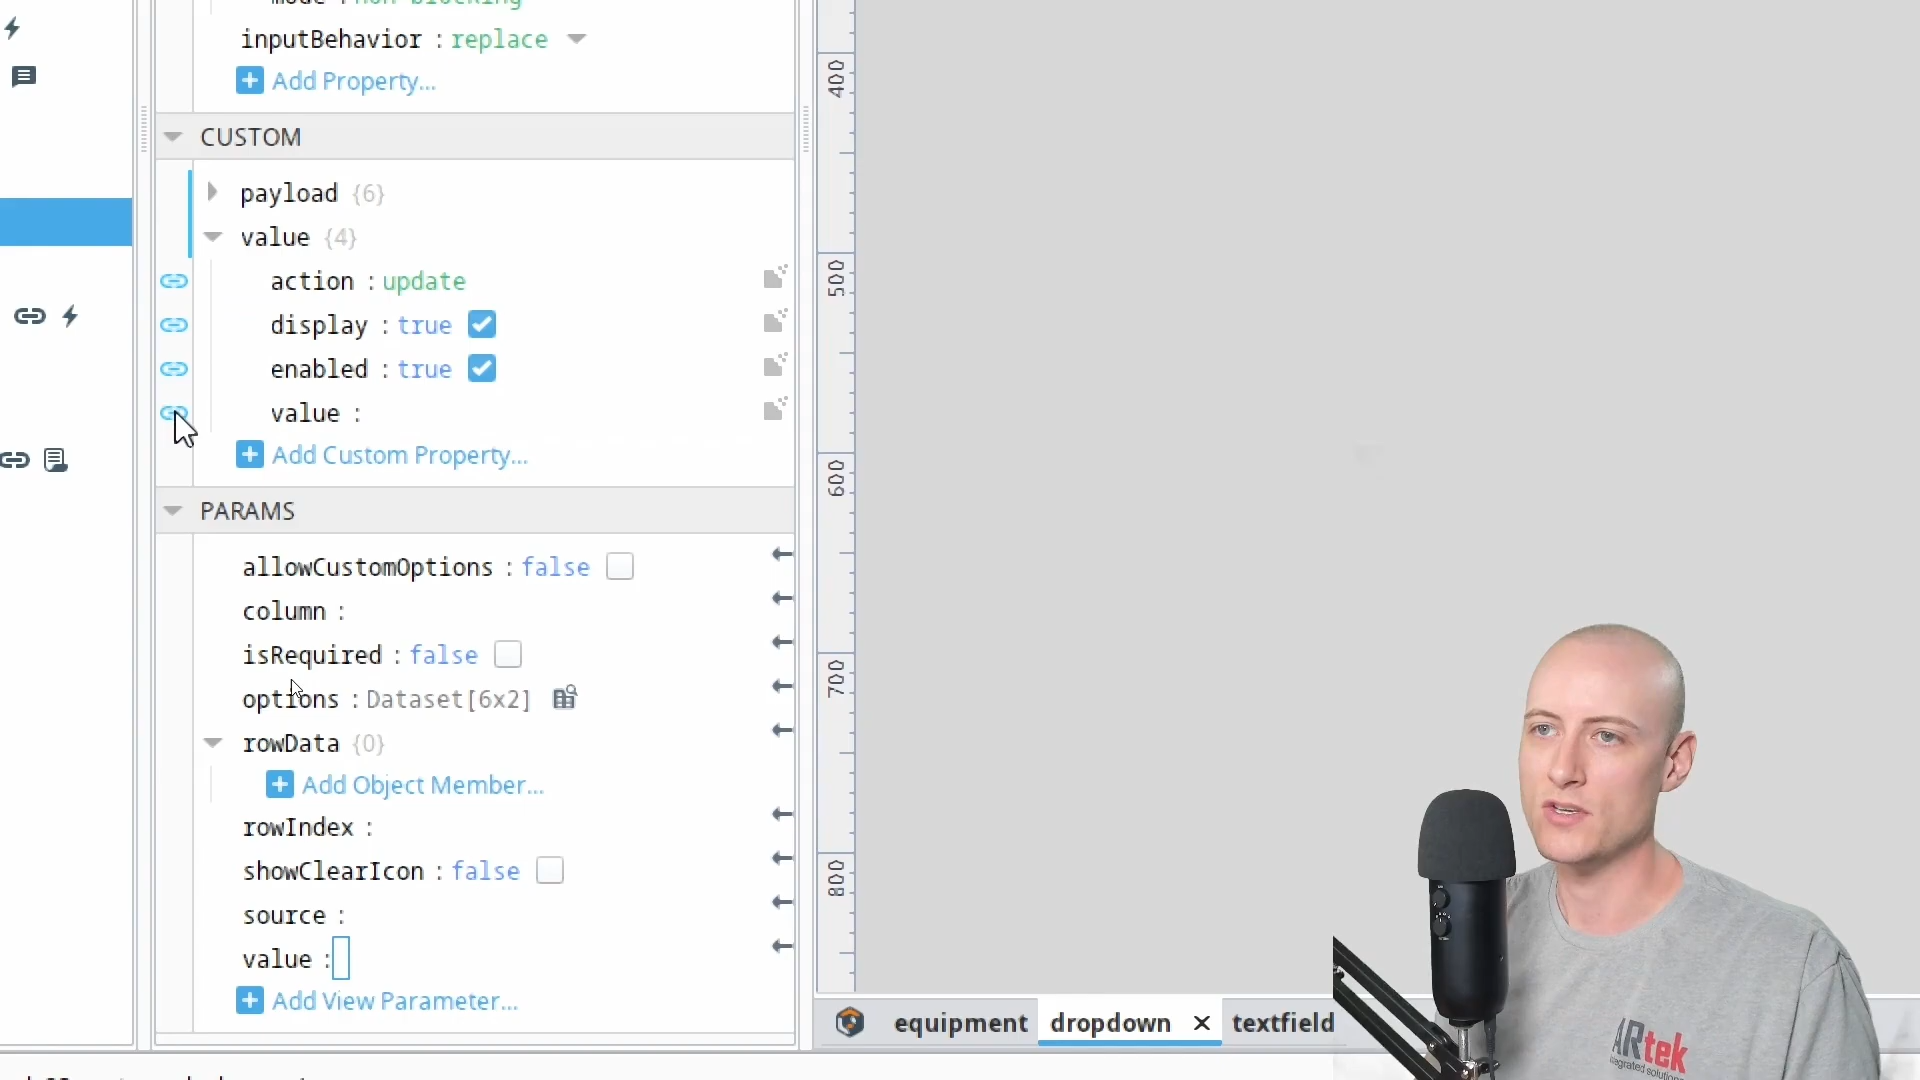 inputBehavior : replace
Add Property...
CUSTOM
payload {6}
value {4}
action : update
display : true
enabled : true
value :
Add Custom Property...
PARAMS
allowCustomOptions : false
column :
isRequired : false
options : Dataset[6x2]
rowData {0}
Add Object Member...
rowIndex :
showClearIcon : false
source :
value :
Add View Parameter...
400
500
600
700
800
equipment
dropdown
textfield
ARtek
integrated solutions